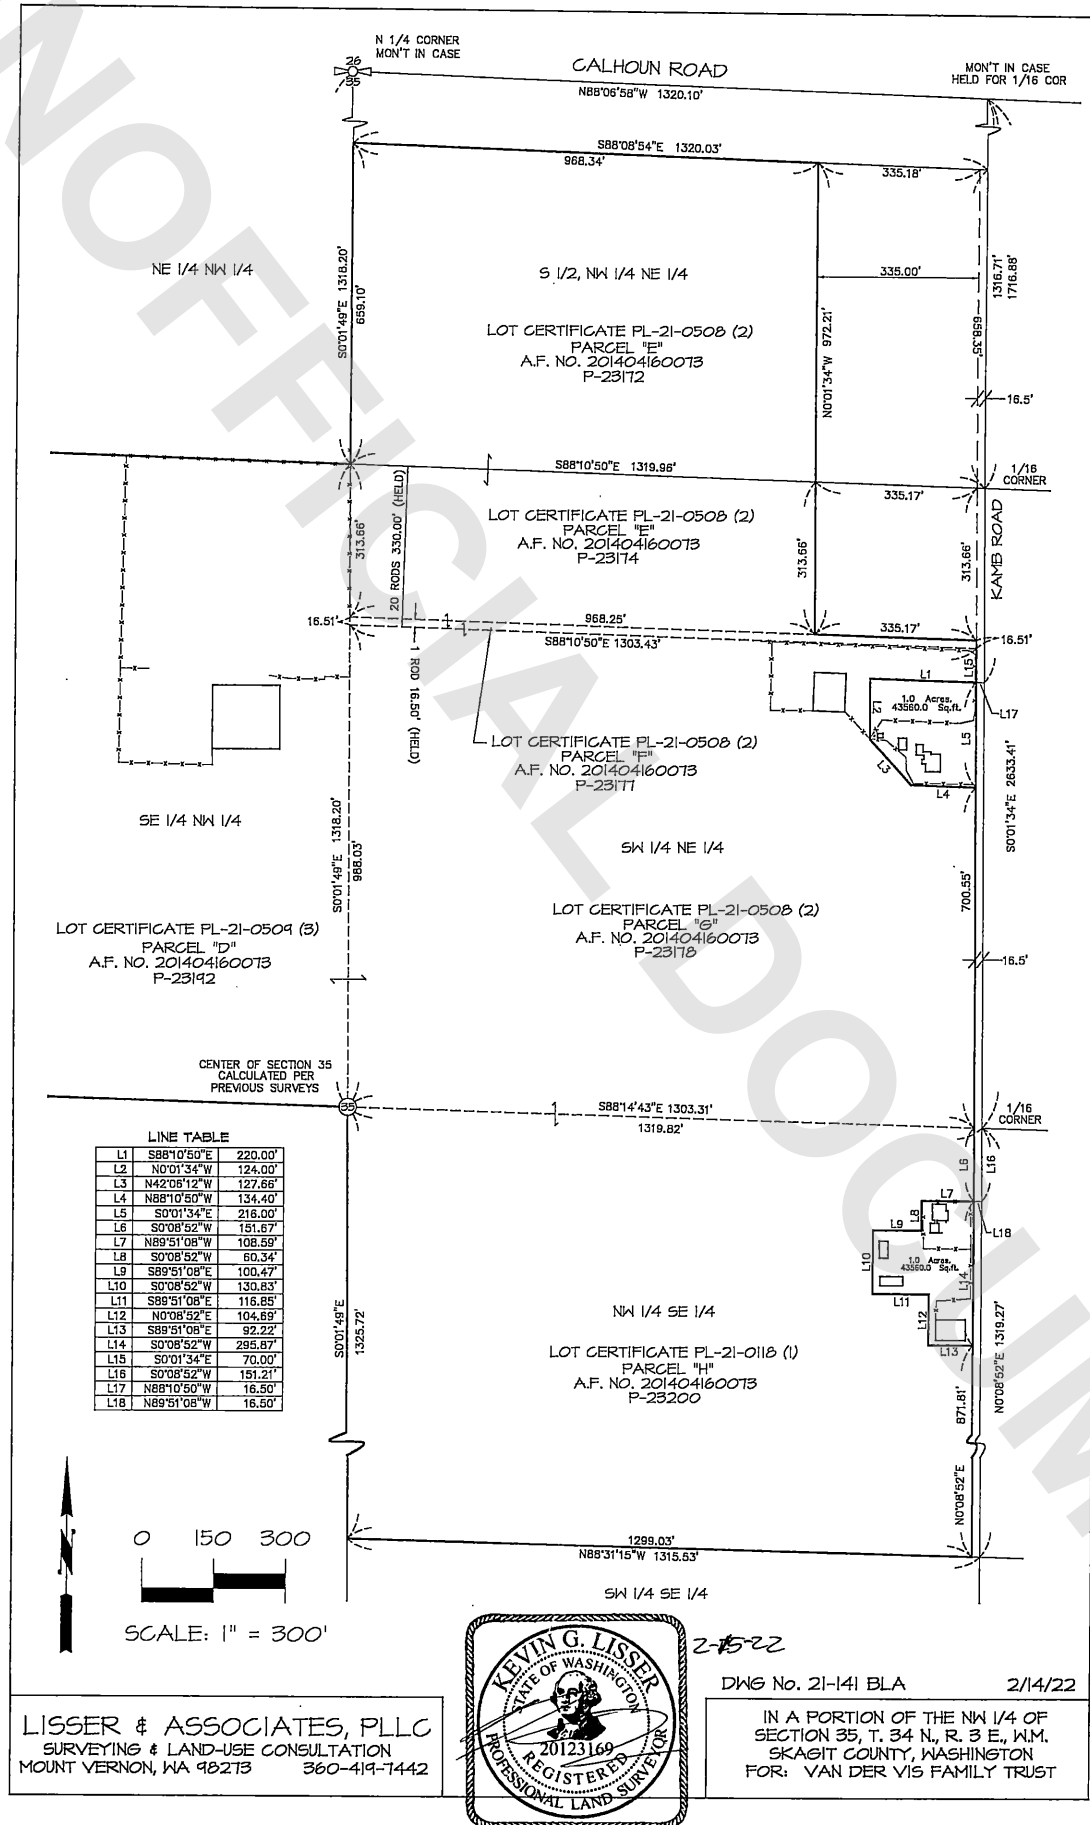 N 1/4 CORNER
MON'T IN CASE
26
35
CALHOUN ROAD
N88°06'58"W 1320.10'
MON'T IN CASE
HELD FOR 1/16 COR
S88°08'54"E 1320.03'
968.34'
335.18'
NE 1/4 NW 1/4
S0°01'49"E 1318.20'
659.10'
S 1/2, NW 1/4 NE 1/4
335.00'
1316.71'
1716.88'
658.35'
LOT CERTIFICATE PL-21-0508 (2)
PARCEL "E"
A.F. NO. 201404160073
P-23172
N0°01'34"W 972.21'
16.5'
S88°10'50"E 1319.96'
335.17'
1/16
CORNER
20 RODS 330.00' (HELD)
313.66'
LOT CERTIFICATE PL-21-0508 (2)
PARCEL "E"
A.F. NO. 201404160073
P-23174
313.66'
313.66'
KAMB ROAD
16.51'
968.25'
335.17'
16.51'
S88°10'50"E 1303.43'
1 ROD 16.50' (HELD)
L15
L1
1.0 Acres.
43560.0 Sq.ft.
L2
L17
L5
L3
L4
LOT CERTIFICATE PL-21-0508 (2)
PARCEL "F"
A.F. NO. 201404160073
P-23177
S0°01'34"E 2633.41'
SE 1/4 NW 1/4
S0°01'49"E 1318.20'
988.03'
SW 1/4 NE 1/4
700.55'
LOT CERTIFICATE PL-21-0509 (3)
PARCEL "D"
A.F. NO. 201404160073
P-23192
LOT CERTIFICATE PL-21-0508 (2)
PARCEL "G"
A.F. NO. 201404160073
P-23178
16.5'
CENTER OF SECTION 35
CALCULATED PER
PREVIOUS SURVEYS
35
S88°14'43"E 1303.31'
1319.82'
1/16
CORNER
LINE TABLE
L1 S88°10'50"E 220.00'
L2 N0°01'34"W 124.00'
L3 N42°06'12"W 127.66'
L4 N88°10'50"W 134.40'
L5 S0°01'34"E 216.00'
L6 S0°08'52"W 151.67'
L7 N89°51'08"W 108.59'
L8 S0°08'52"W 60.34'
L9 S89°51'08"E 100.47'
L10 S0°08'52"W 130.83'
L11 S89°51'08"E 116.85'
L12 N0°08'52"E 104.69'
L13 S89°51'08"E 92.22'
L14 S0°08'52"W 295.87'
L15 S0°01'34"E 70.00'
L16 S0°08'52"W 151.21'
L17 N88°10'50"W 16.50'
L18 N89°51'08"W 16.50'
L6
L16
L7
L8
L18
L9
L10
1.0 Acres.
43560.0 Sq.ft.
L14
L11
L12
L13
S0°01'49"E
1325.72'
NW 1/4 SE 1/4
LOT CERTIFICATE PL-21-0118 (1)
PARCEL "H"
A.F. NO. 201404160073
P-23200
N0°08'52"E 1319.27'
871.81'
N0°08'52"E
1299.03'
N88°31'15"W 1315.53'
SW 1/4 SE 1/4
N
0 150 300
SCALE: 1" = 300'
KEVIN G. LISSER
STATE OF WASHINGTON
20123169
REGISTERED
PROFESSIONAL LAND SURVEYOR
2-15-22
DWG No. 21-141 BLA 2/14/22
LISSER & ASSOCIATES, PLLC
SURVEYING & LAND-USE CONSULTATION
MOUNT VERNON, WA 98273 360-419-7442
IN A PORTION OF THE NW 1/4 OF
SECTION 35, T. 34 N., R. 3 E., W.M.
SKAGIT COUNTY, WASHINGTON
FOR: VAN DER VIS FAMILY TRUST
NOFFICIAL DOCUM